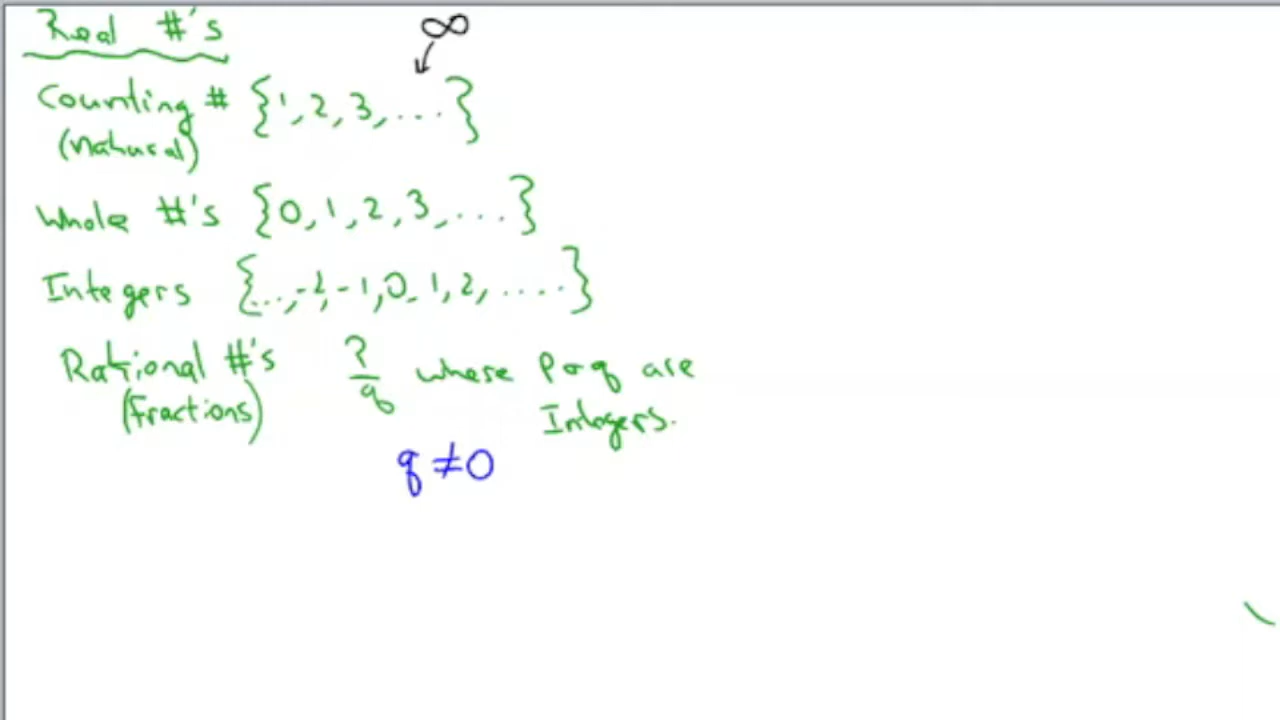 Real #'s
∞
Counting # {1, 2, 3, ...}
(natural)
Whole #'s {0, 1, 2, 3, ...}
Integers {..., -2, -1, 0, 1, 2, ....}
Rational #'s p/q where p + q are
(fractions) Integers.
q ≠ 0